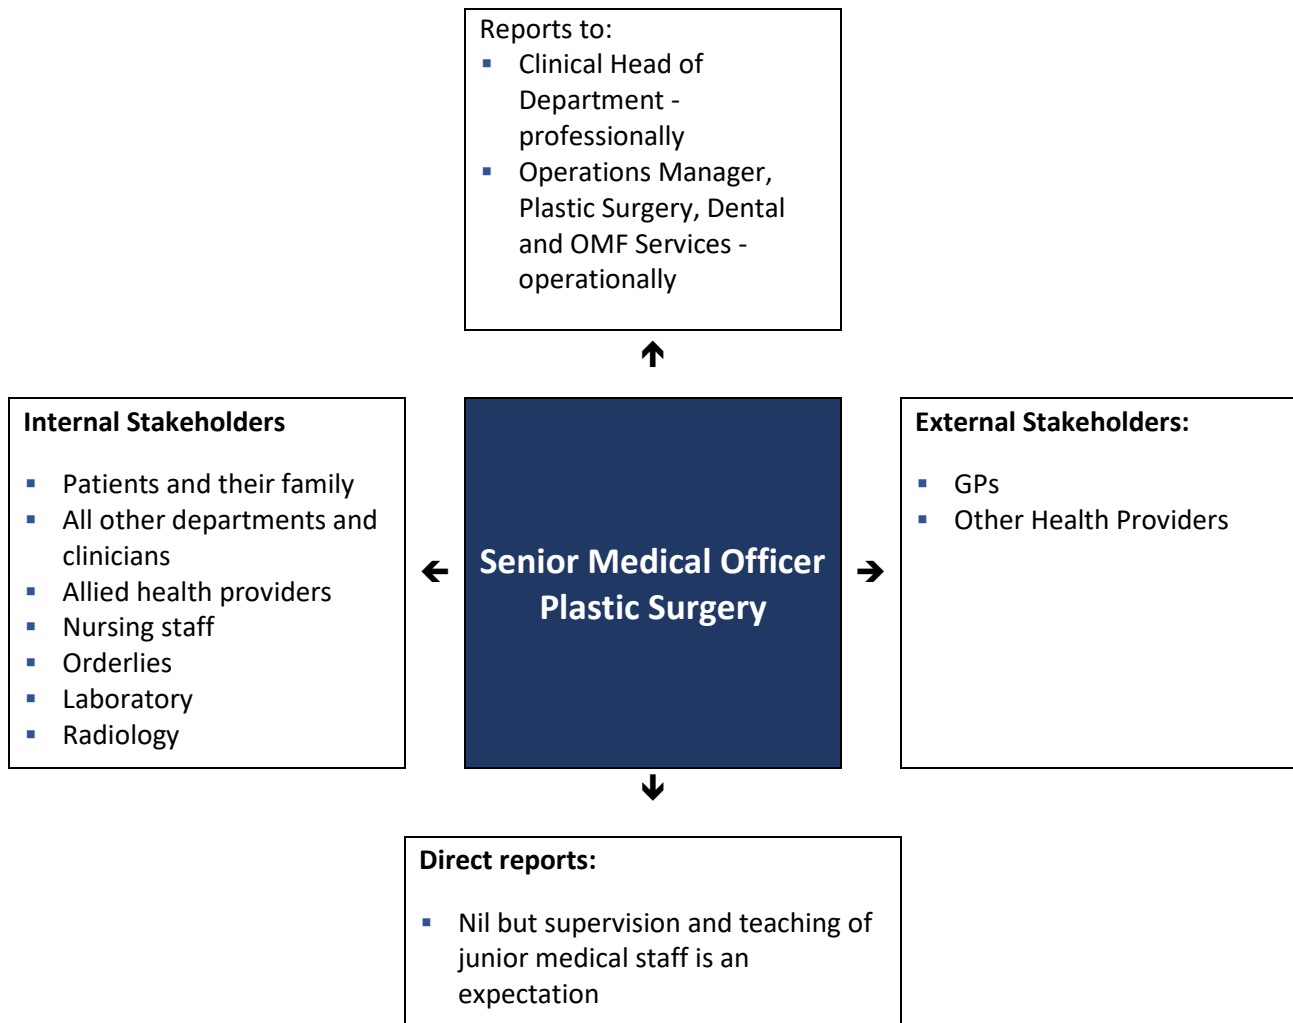 Reports to:
▪ Clinical Head of
Department -
professionally
▪ Operations Manager,
Plastic Surgery, Dental
and OMF Services -
operationally
Internal Stakeholders
▪ Patients and their family
▪ All other departments and
clinicians
▪ Allied health providers
▪ Nursing staff
▪ Orderlies
▪ Laboratory
▪ Radiology
Senior Medical Officer
Plastic Surgery
External Stakeholders:
▪ GPs
▪ Other Health Providers
Direct reports:
▪ Nil but supervision and teaching of
junior medical staff is an
expectation